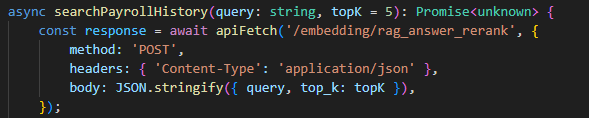 async searchPayrollHistory(query: string, topK = 5): Promise<unknown> {
    const response = await apiFetch('/embedding/rag_answer_rerank', {
        method: 'POST',
        headers: { 'Content-Type': 'application/json' },
        body: JSON.stringify({ query, top_k: topK }),
    });